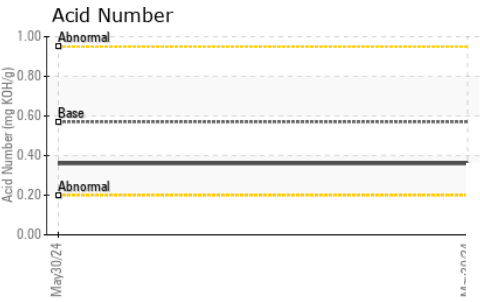 Acid Number
1.00
Abnormal
0.80
0.60
Base
0.40
Abnormal
0.20
0.00
Acid Number (mg KOH/g)
May30/24